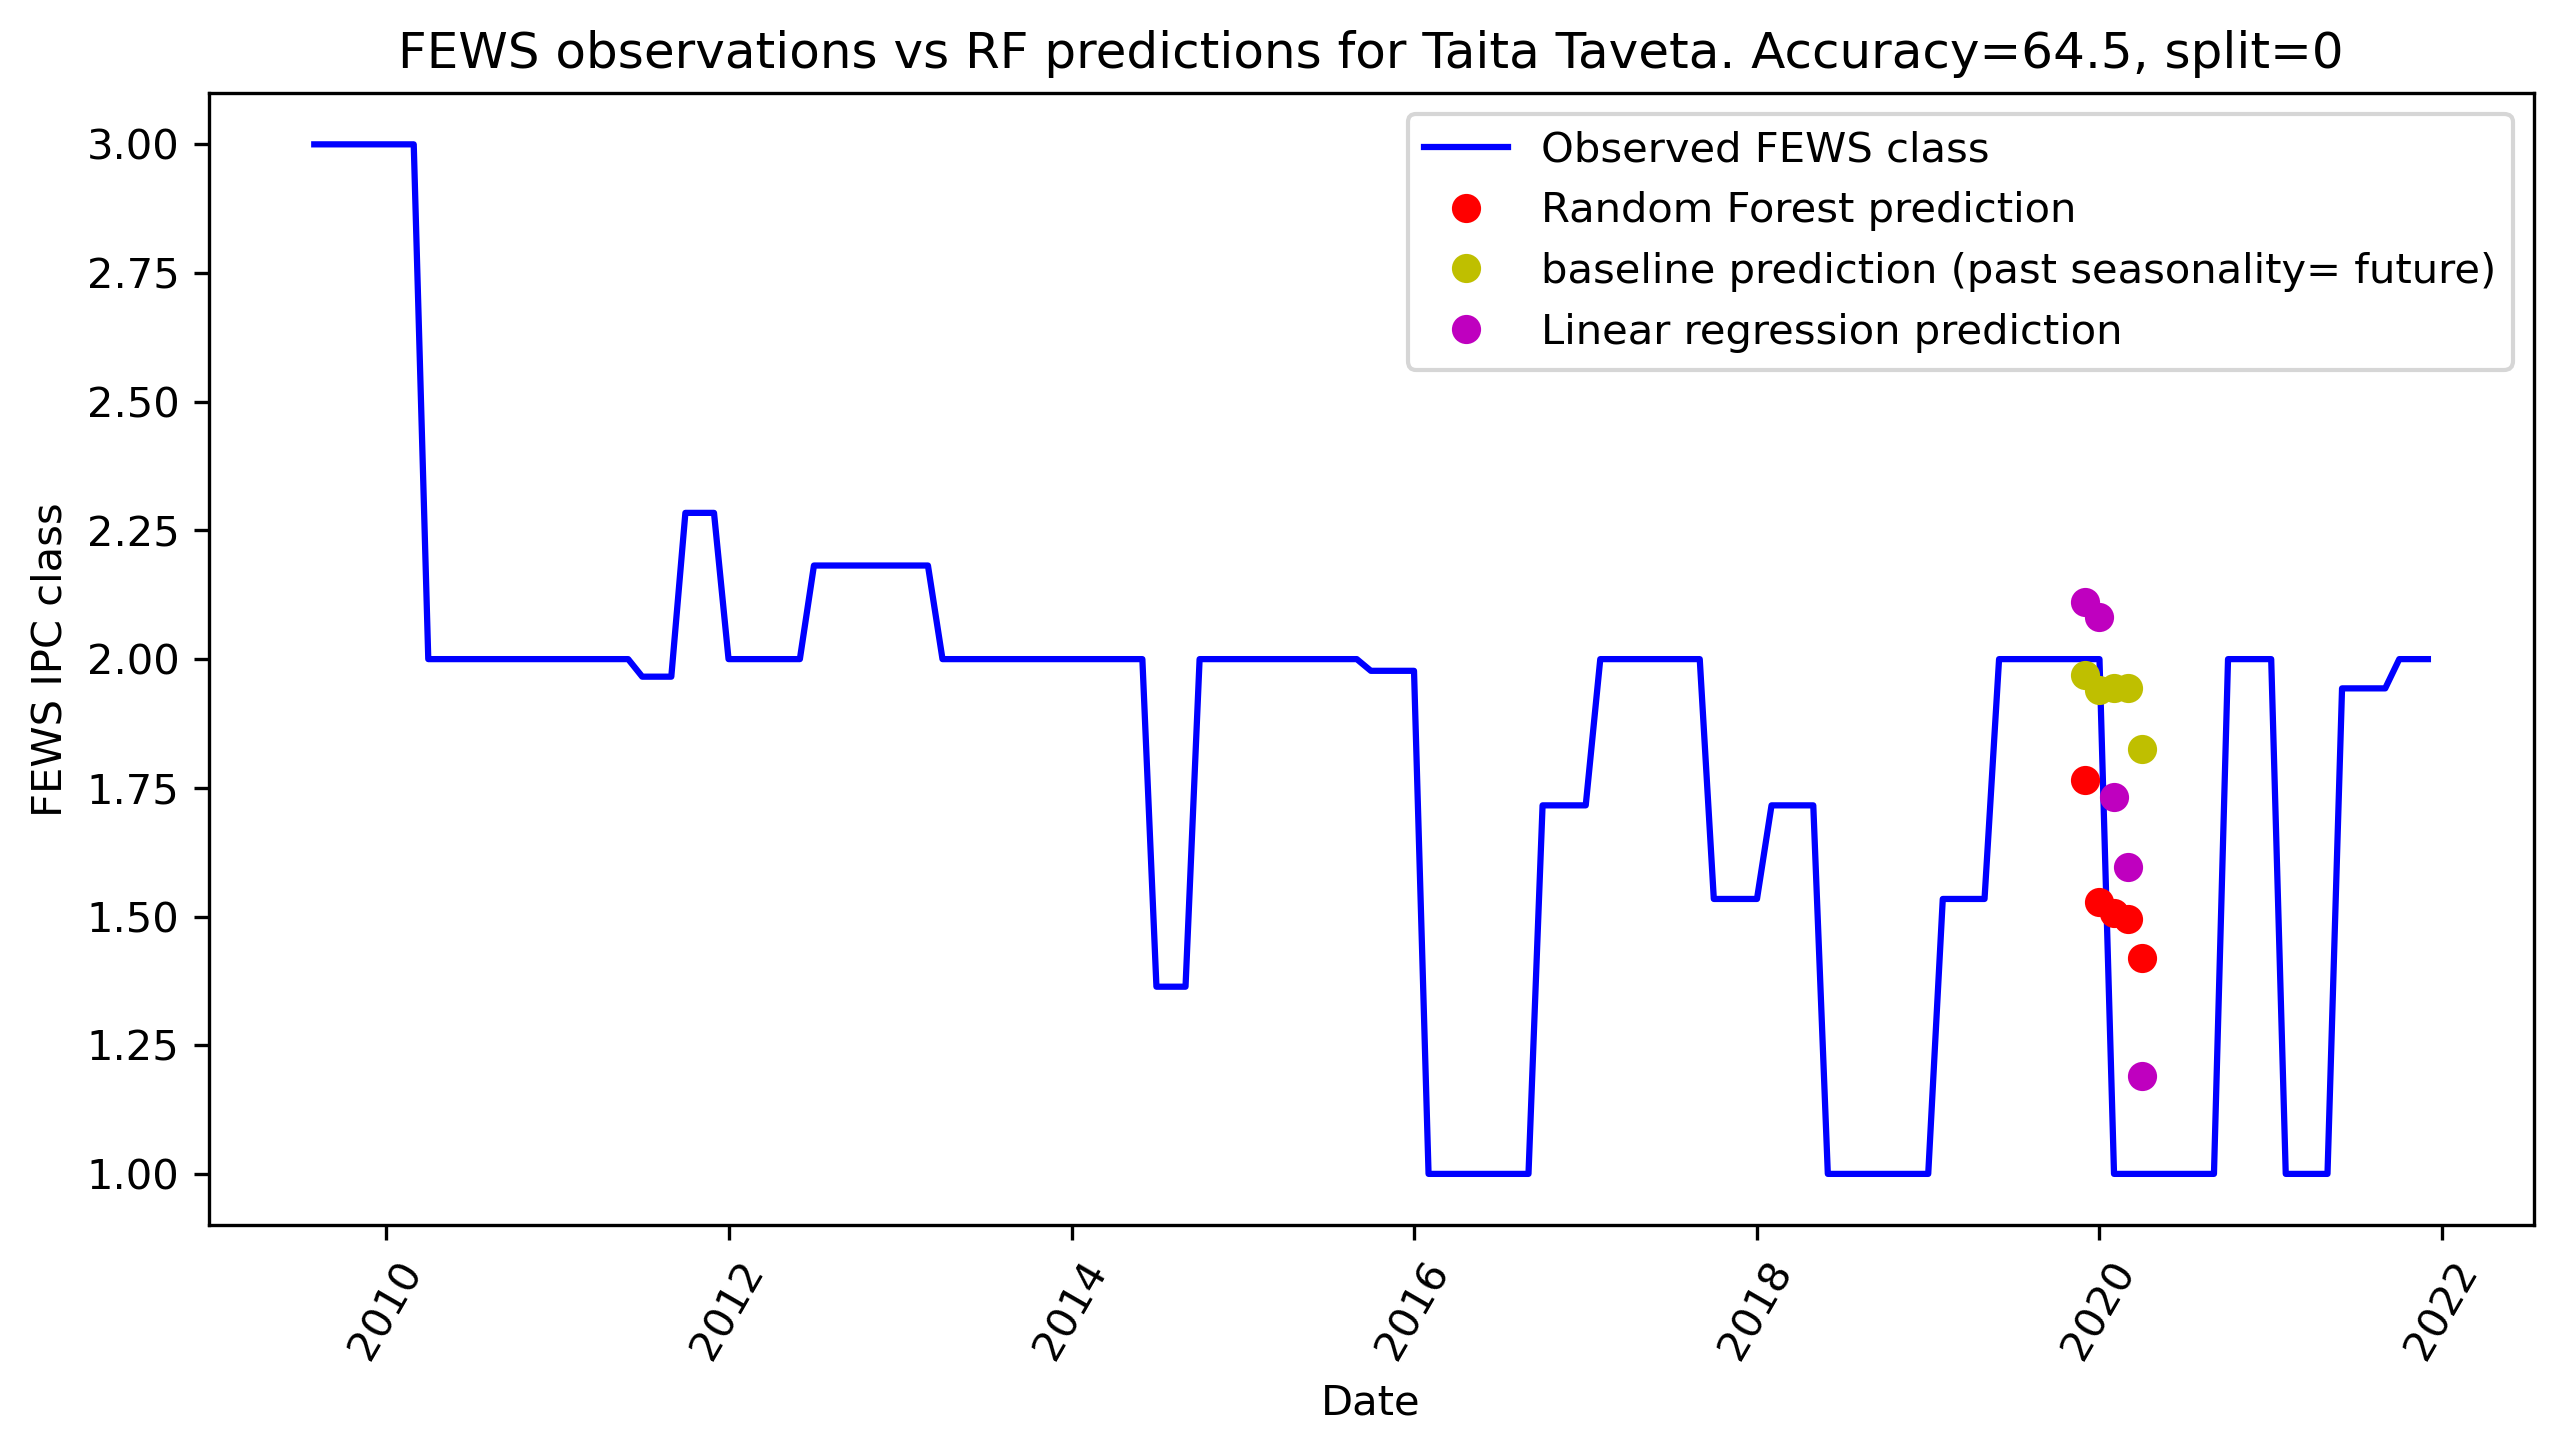 FEWS observations vs RF predictions for Taita Taveta. Accuracy=64.5, split=0
Observed FEWS class
Random Forest prediction
baseline prediction (past seasonality= future)
Linear regression prediction
FEWS IPC class
3.00
2.75
2.50
2.25
2.00
1.75
1.50
1.25
1.00
2010
2012
2014
2016
2018
2020
2022
Date